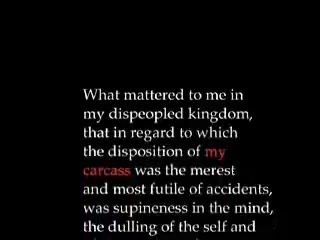 What mattered to me in
my dispeopled kingdom,
that in regard to which
the disposition of my
carcass was the merest
and most futile of accidents,
was supineness in the mind,
the dulling of the self and